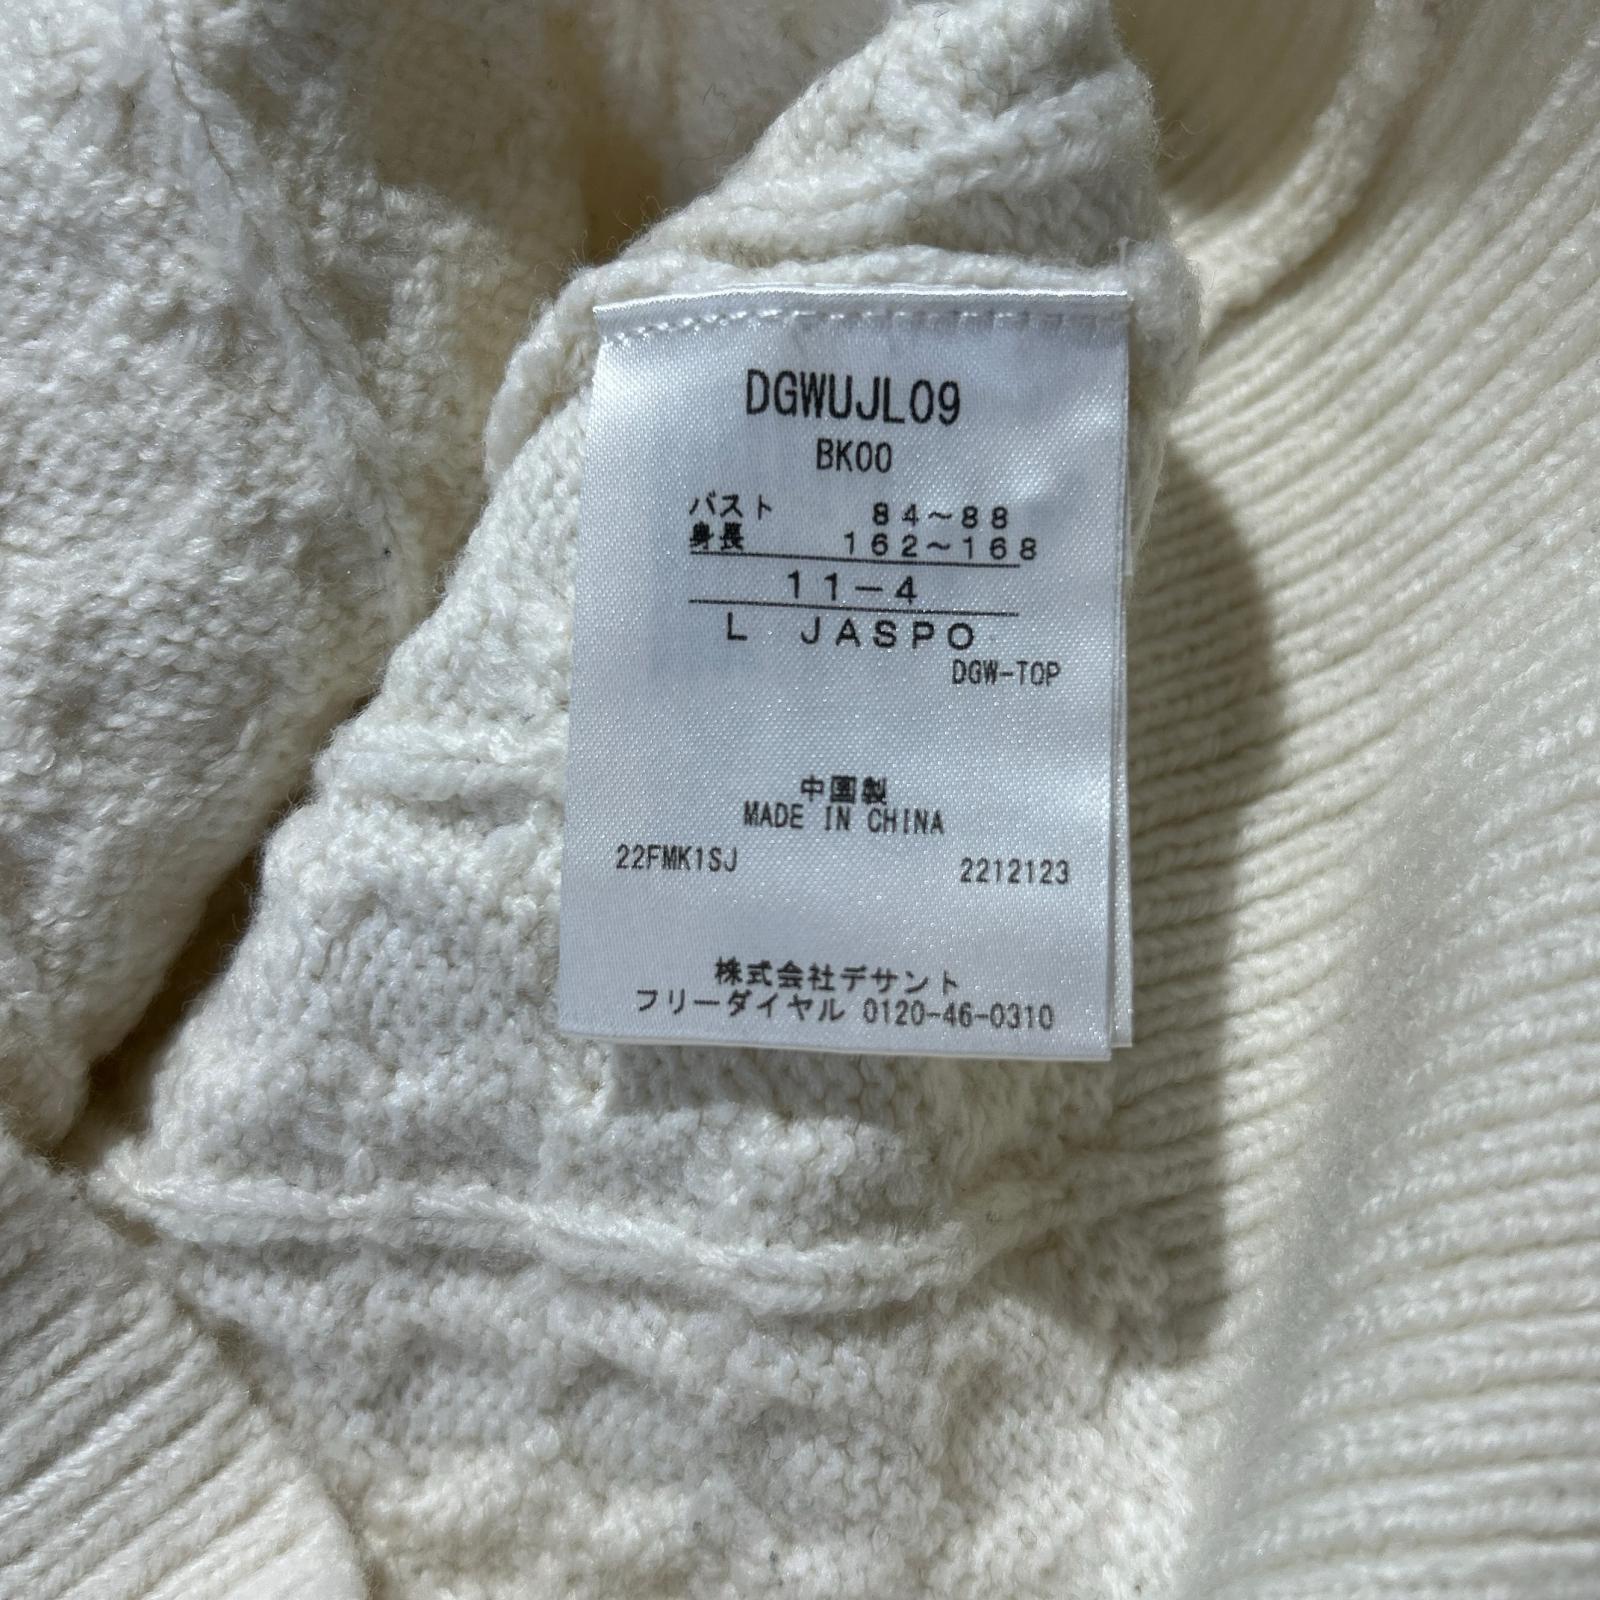 DGWUJL09
BK00
バスト 84～88
身長 162～168
11－4
L JASPO
DGW-TOP
中国製
MADE IN CHINA
22FMK1SJ 2212123
株式会社デサント
フリーダイヤル 0120-46-0310